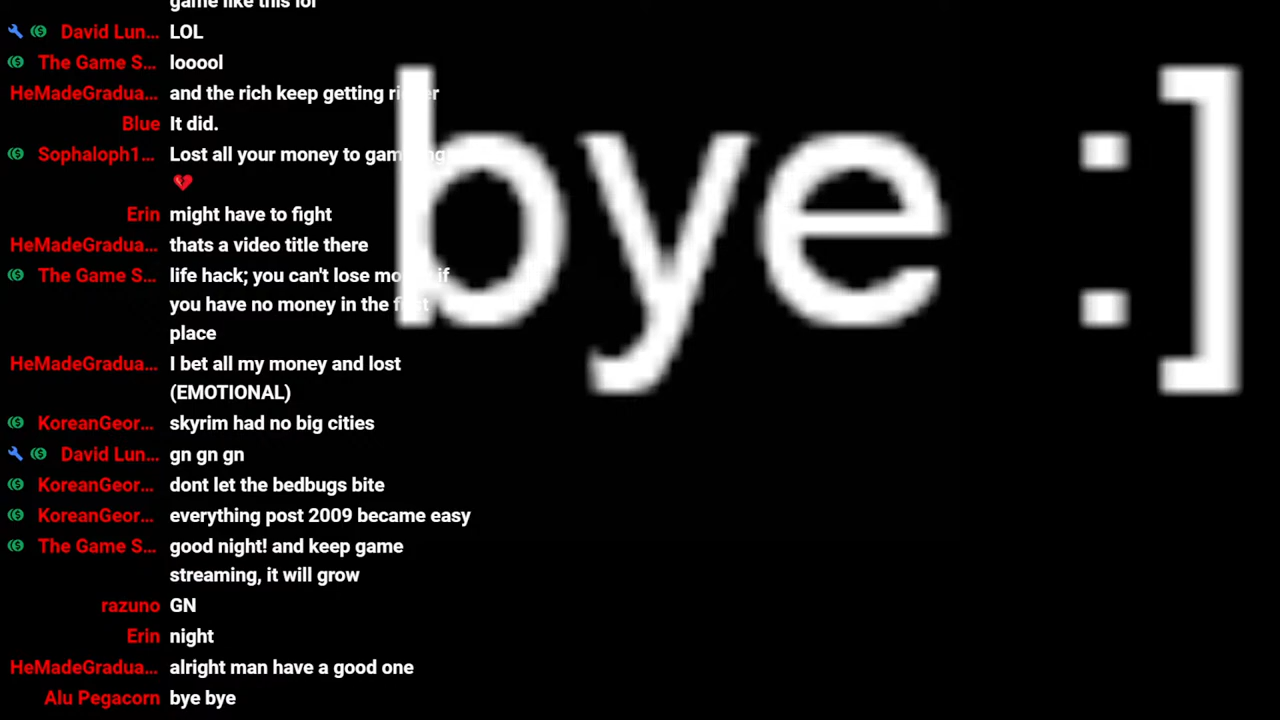 game like this lol
David Lun... LOL
The Game S... looool
HeMadeGradua... and the rich keep getting richer
Blue It did.
Sophaloph1... Lost all your money to gambling
💔
Erin might have to fight
HeMadeGradua... thats a video title there
The Game S... life hack; you can't lose money if
you have no money in the first
place
HeMadeGradua... I bet all my money and lost
(EMOTIONAL)
KoreanGeor... skyrim had no big cities
David Lun... gn gn gn
KoreanGeor... dont let the bedbugs bite
KoreanGeor... everything post 2009 became easy
The Game S... good night! and keep game
streaming, it will grow
razuno GN
Erin night
HeMadeGradua... alright man have a good one
Alu Pegacorn bye bye
bye :]